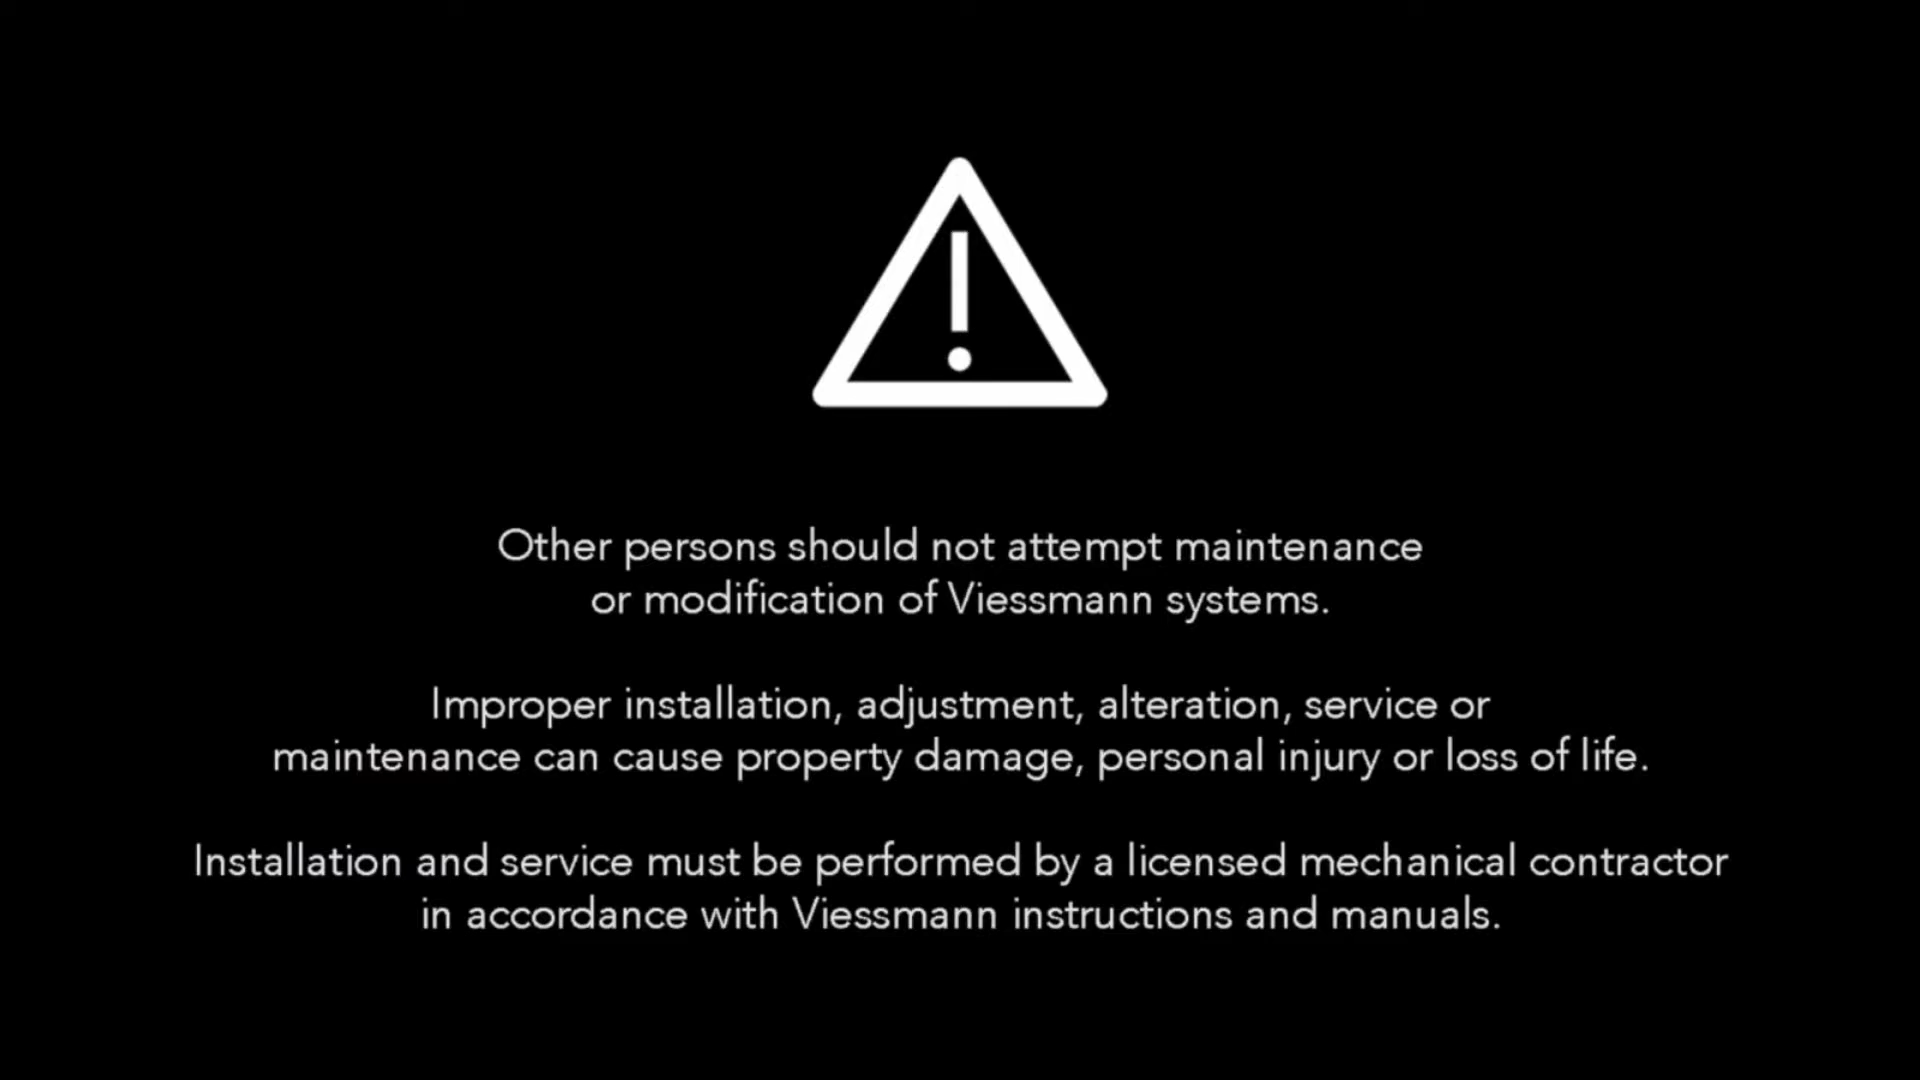 Other persons should not attempt maintenance
or modification of Viessmann systems.
Improper installation, adjustment, alteration, service or
maintenance can cause property damage, personal injury or loss of life.
Installation and service must be performed by a licensed mechanical contractor
in accordance with Viessmann instructions and manuals.